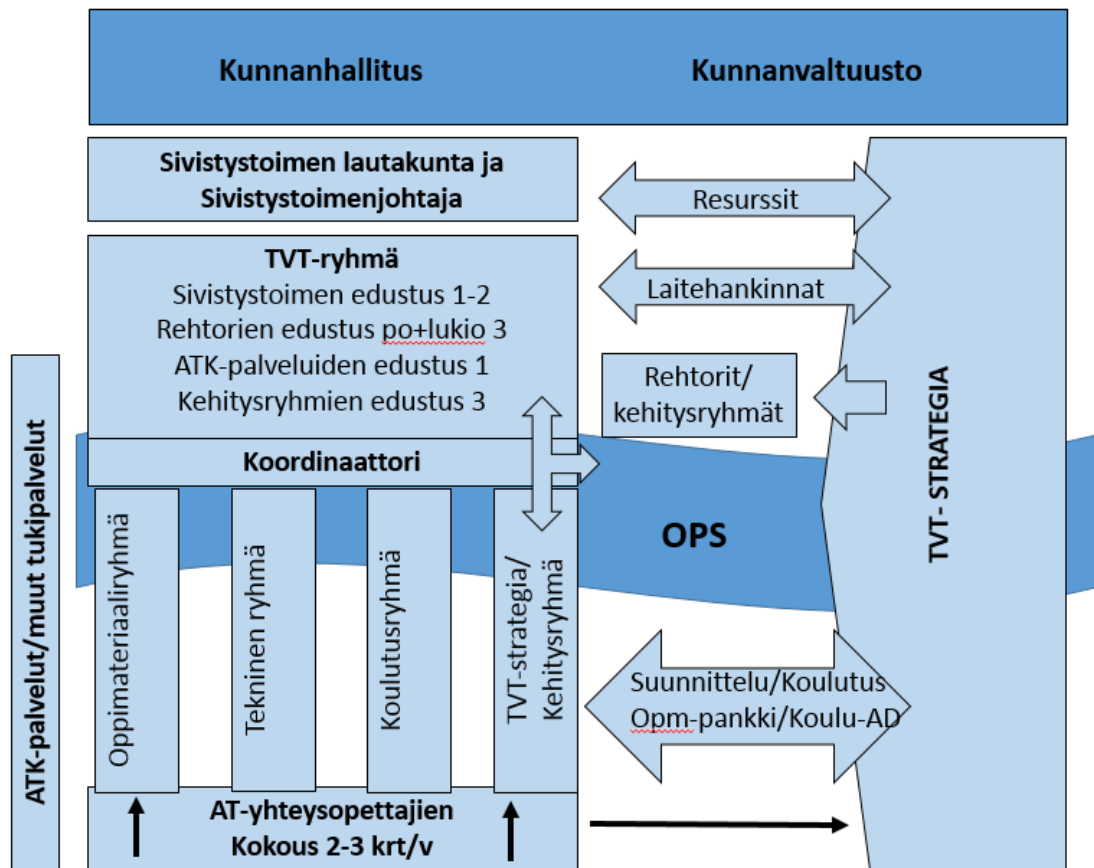 Kunnanhallitus
Kunnanvaltuusto
Sivistystoimen lautakunta ja
Sivistystoimenjohtaja
Resurssit
TVT-ryhmä
Sivistystoimen edustus 1-2
Rehtorien edustus po+lukio 3
ATK-palveluiden edustus 1
Kehitysryhmien edustus 3
Laitehankinnat
Rehtorit/
kehitysryhmät
Koordinaattori
OPS
TVT- STRATEGIA
ATK-palvelut/muut tukipalvelut
Oppimateriaaliryhmä
Tekninen ryhmä
Koulutusryhmä
TVT-strategia/
Kehitysryhmä
Suunnittelu/Koulutus
Opm-pankki/Koulu-AD
AT-yhteysopettajien
Kokous 2-3 krt/v